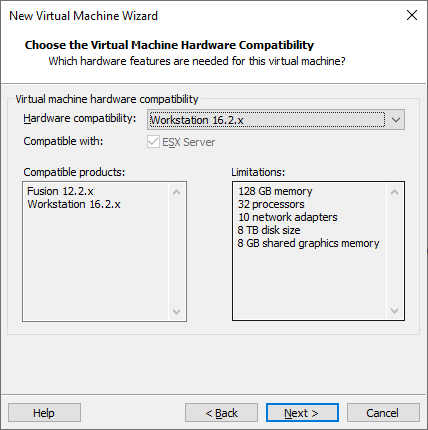 New Virtual Machine Wizard
Choose the Virtual Machine Hardware Compatibility
Which hardware features are needed for this virtual machine?
Virtual machine hardware compatibility
Hardware compatibility:
Workstation 16.2.x
Compatible with:
ESX Server
Compatible products:
Fusion 12.2.x
Workstation 16.2.x
Limitations:
128 GB memory
32 processors
10 network adapters
8 TB disk size
8 GB shared graphics memory
Help
< Back
Next >
Cancel